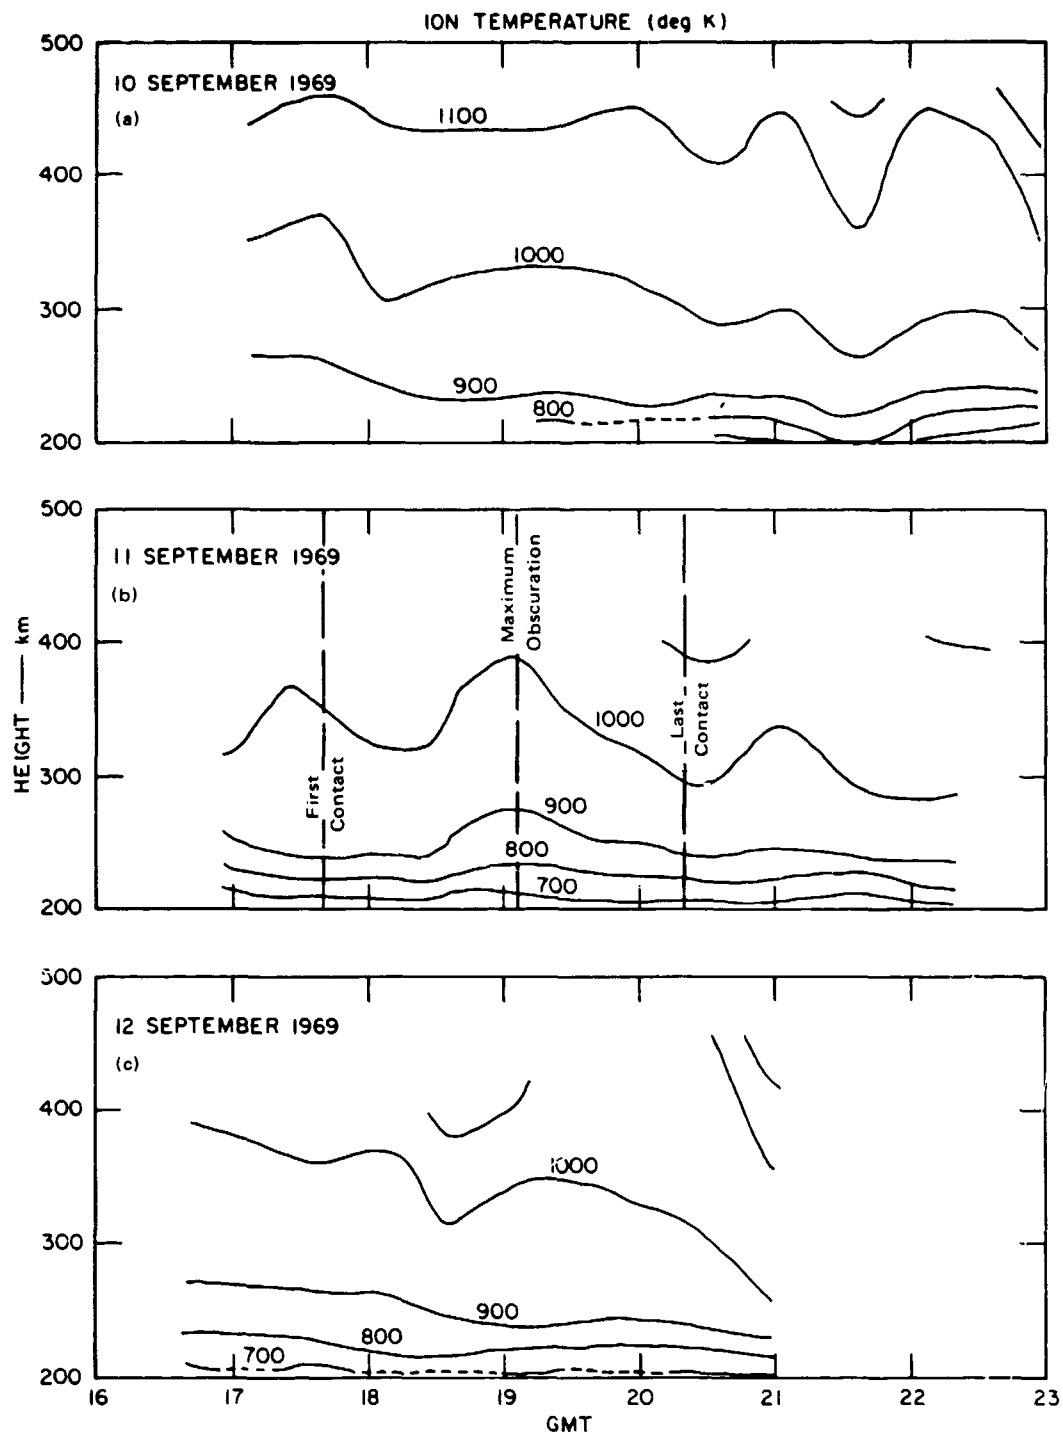 ION TEMPERATURE (deg K)
500
10 SEPTEMBER 1969
(a)
1100
400
1000
300
900
800
200
500
11 SEPTEMBER 1969
(b)
Maximum
Obscuration
400
1000
Last
Contact
300
First
Contact
900
800
700
200
HEIGHT — km
500
12 SEPTEMBER 1969
(c)
400
1000
300
900
800
700
200
16 17 18 19 20 21 22 23
GMT